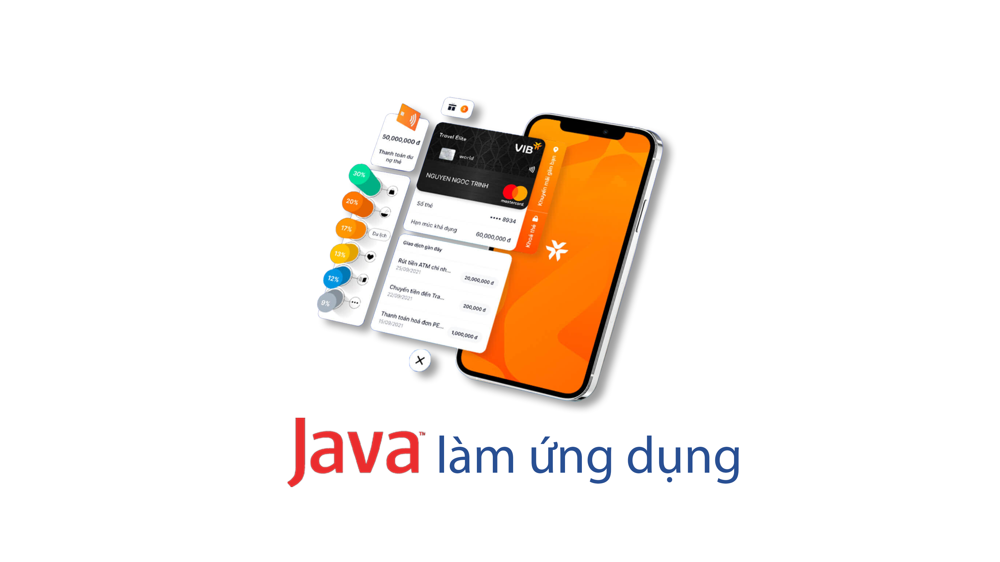 2
50,000,000 đ
Thanh toán dư
nợ thẻ
Travel Élite
VIB
world
NGUYEN NGOC TRINH
mastercard.
Số thẻ
•••• 8934
Hạn mức khả dụng
60,000,000 đ
Khuyến mãi gần bạn
Khoá thẻ
30%
20%
17%
Du lịch
13%
12%
9%
Giao dịch gần đây
Rút tiền ATM chi nh...
25/09/2021
20,000,000 đ
Chuyển tiền đến Tra...
22/09/2021
200,000 đ
Thanh toán hoá đơn PE...
15/09/2021
1,000,000 đ
Java™ làm ứng dụng